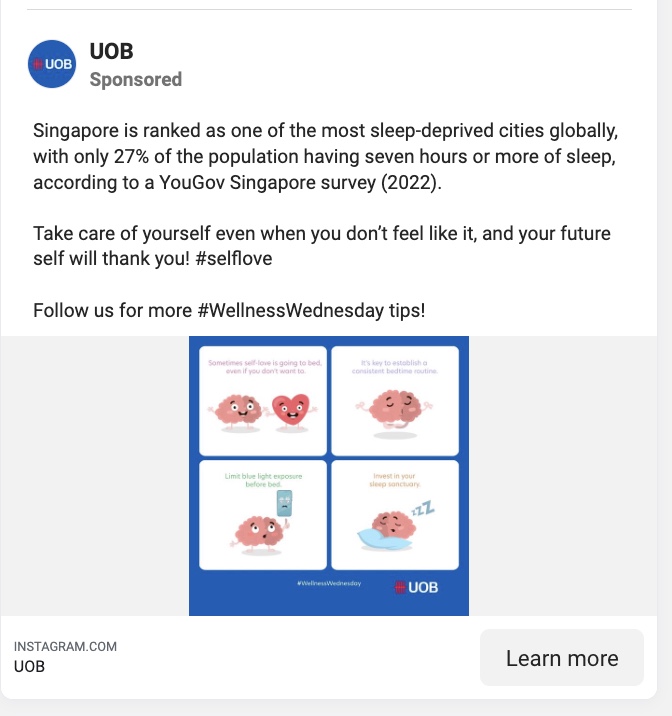 UOB
UOB
Sponsored
Singapore is ranked as one of the most sleep-deprived cities globally,
with only 27% of the population having seven hours or more of sleep,
according to a YouGov Singapore survey (2022).
Take care of yourself even when you don’t feel like it, and your future
self will thank you! #selflove
Follow us for more #WellnessWednesday tips!
Sometimes self-love is going to bed,
even if you don't want to.
It's key to establish a
consistent bedtime routine.
Limit blue light exposure
before bed.
Invest in your
sleep sanctuary.
zZZ
#WellnessWednesday
UOB
INSTAGRAM.COM
UOB
Learn more